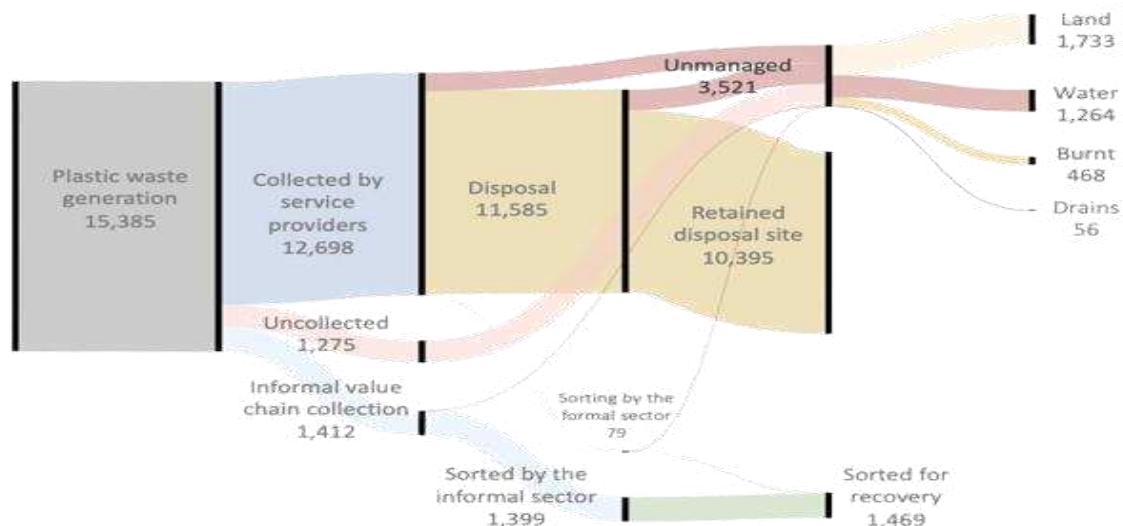 Land
1,733
Unmanaged
3,521
Water
1,264
Burnt
468
Drains
56
Plastic waste
generation
15,385
Collected by
service
providers
12,698
Disposal
11,585
Retained
disposal site
10,395
Uncollected
1,275
Informal value
chain collection
1,412
Sorting by the
formal sector
79
Sorted by the
informal sector
1,399
Sorted for
recovery
1,469